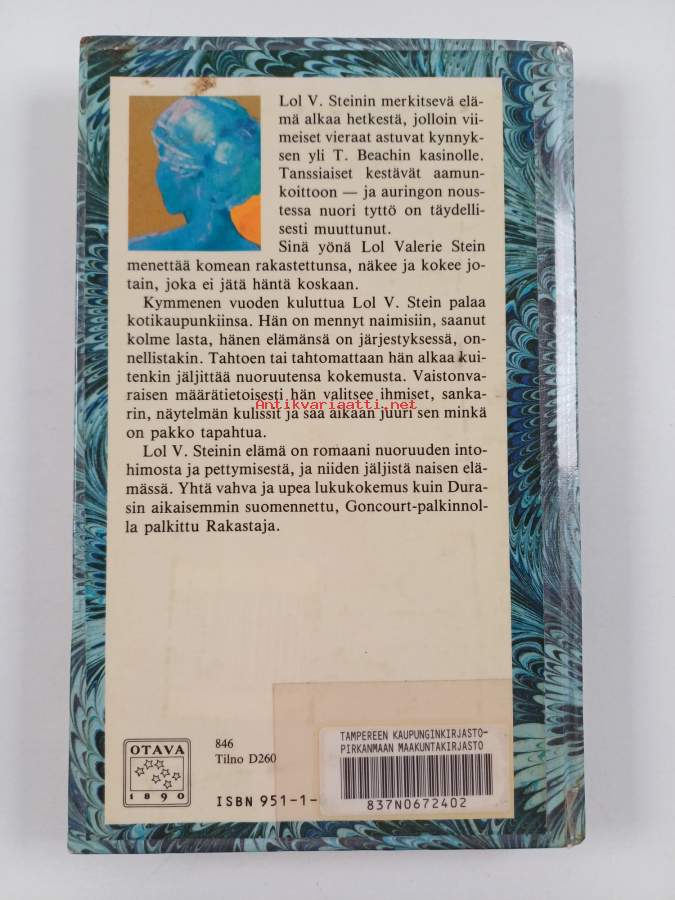 Lol V. Steinin merkitsevä elä-
mä alkaa hetkestä, jolloin vii-
meiset vieraat astuvat kynnyk-
sen yli T. Beachin kasinolle.
Tanssiaiset kestävät aamun-
koittoon — ja auringon nous-
tessa nuori tyttö on täydelli-
sesti muuttunut.
Sinä yönä Lol Valerie Stein
menettää komean rakastettunsa, näkee ja kokee jo-
tain, joka ei jätä häntä koskaan.
Kymmenen vuoden kuluttua Lol V. Stein palaa
kotikaupunkiinsa. Hän on mennyt naimisiin, saanut
kolme lasta, hänen elämänsä on järjestyksessä, on-
nellistakin. Tahtoen tai tahtomattaan hän alkaa kui-
tenkin jäljittää nuoruutensa kokemusta. Vaistonva-
raisen määrätietoisesti hän valitsee ihmiset, sanka-
rin, näytelmän kulissit ja saa aikaan juuri sen minkä
Antikvariaatti.net
on pakko tapahtua.
Lol V. Steinin elämä on romaani nuoruuden into-
himosta ja pettymisestä, ja niiden jäljistä naisen elä-
mässä. Yhtä vahva ja upea lukukokemus kuin Dura-
sin aikaisemmin suomennettu, Goncourt-palkinnol-
la palkittu Rakastaja.
OTAVA
1890
846
Tilno D260
ISBN 951-1-
TAMPEREEN KAUPUNGINKIRJASTO-
PIRKANMAAN MAAKUNTAKIRJASTO
837N0672402